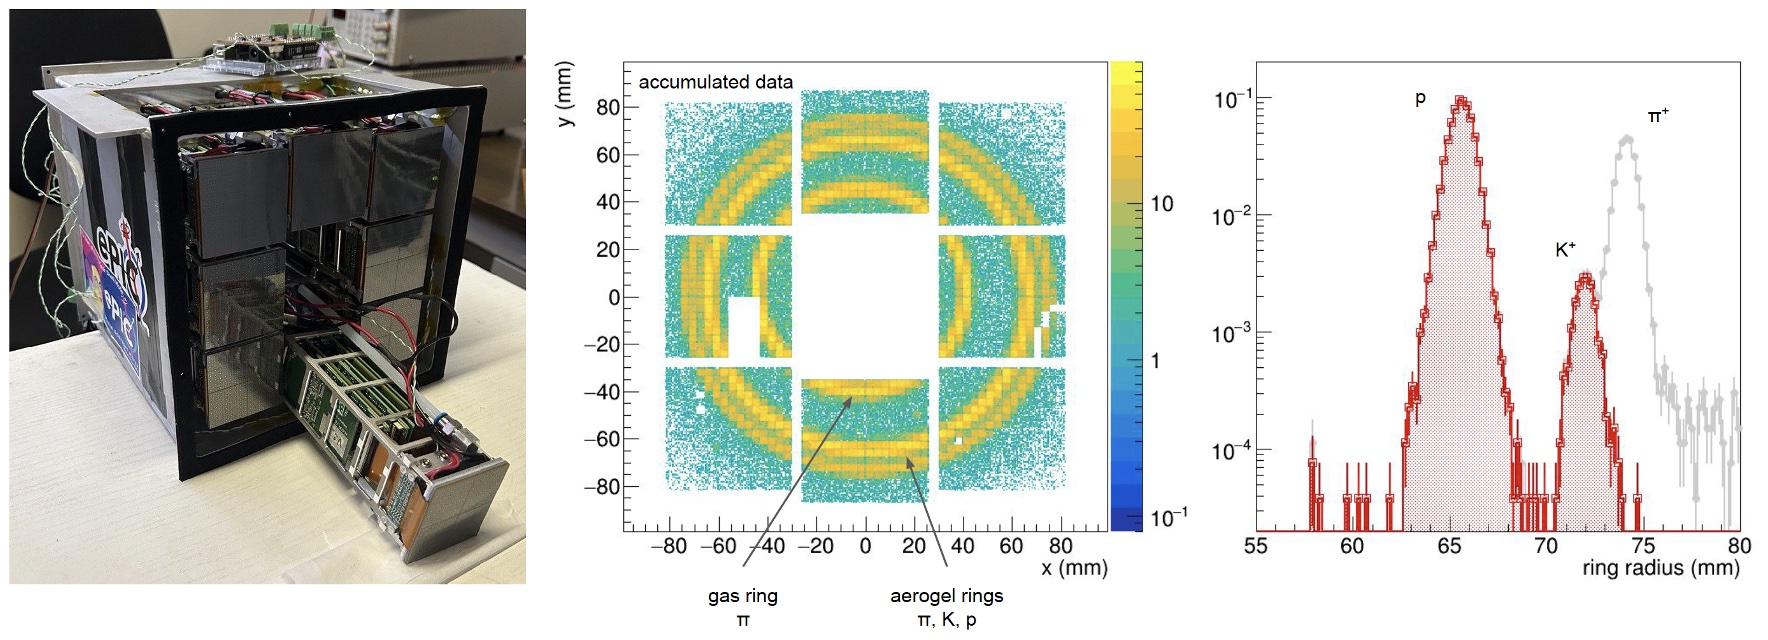 epic
epic
accumulated data
y (mm)
80
60
40
20
0
−20
−40
−60
−80
−80 −60 −40 −20 0 20 40 60 80
x (mm)
10
1
10⁻¹
gas ring
π
aerogel rings
π, K, p
10⁻¹
10⁻²
10⁻³
10⁻⁴
p
K⁺
π⁺
55 60 65 70 75 80
ring radius (mm)